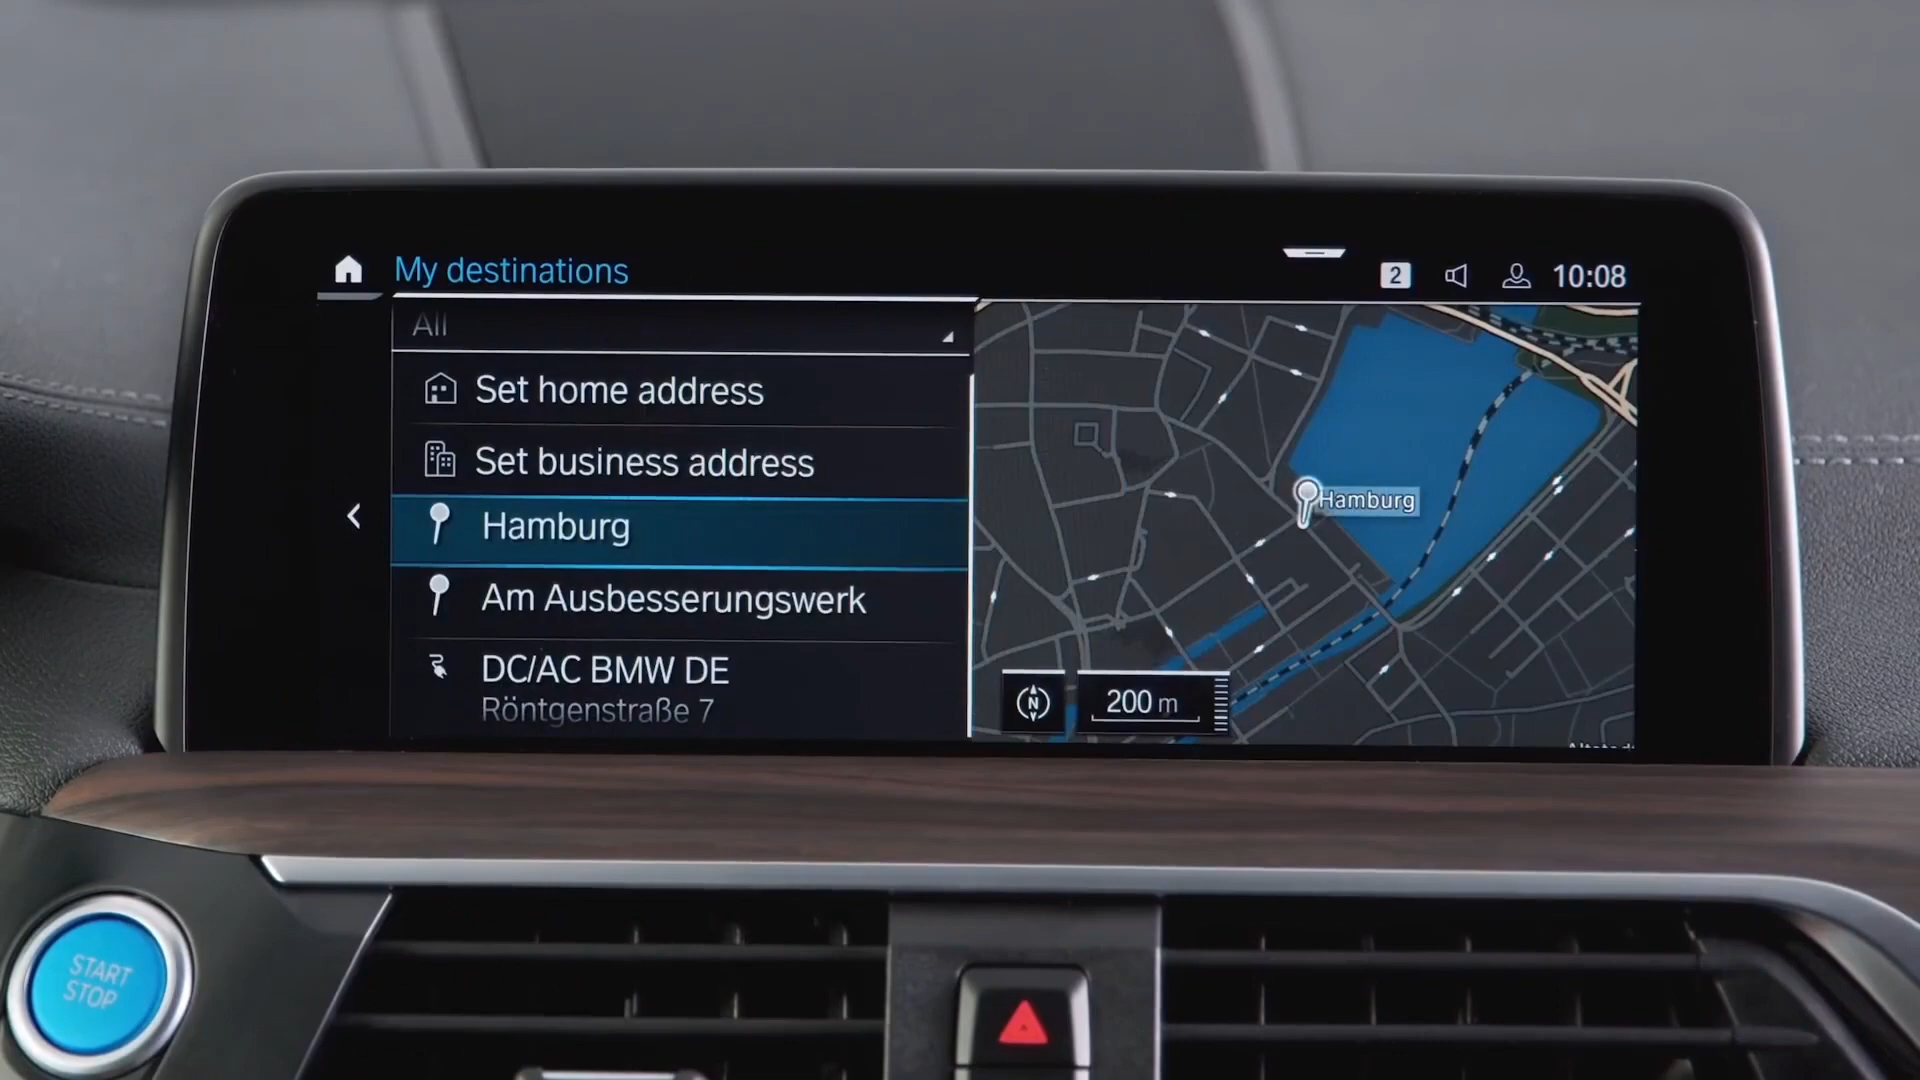 My destinations
2
10:08
All
Set home address
Set business address
Hamburg
Am Ausbesserungswerk
DC/AC BMW DE
Röntgenstraße 7
Hamburg
N
200 m
START
STOP